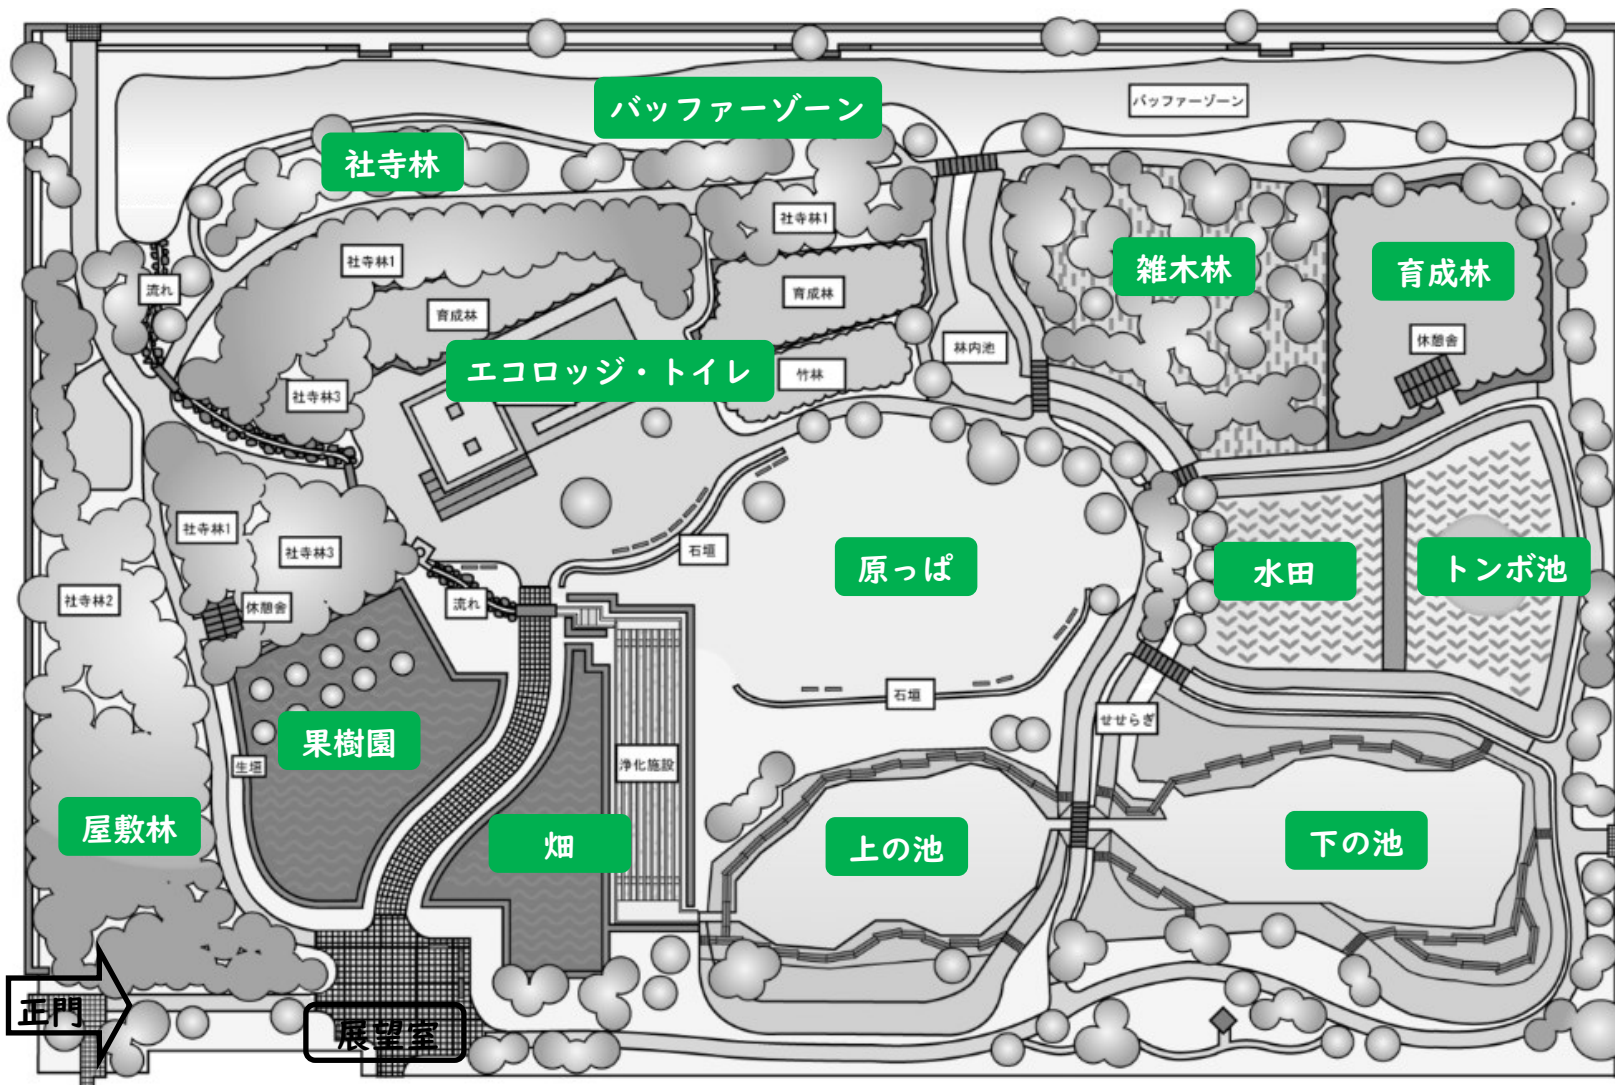 バッファーゾーン
バッファーゾーン
社寺林
社寺林1
社寺林1
雑木林
育成林
流れ
育成林
育成林
休憩舎
林内池
エコロッジ・トイレ
竹林
社寺林3
社寺林1
社寺林3
石垣
原っぱ
水田
トンボ池
社寺林2
休憩舎
流れ
石垣
せせらぎ
果樹園
生垣
浄化施設
屋敷林
畑
上の池
下の池
正門
展望室